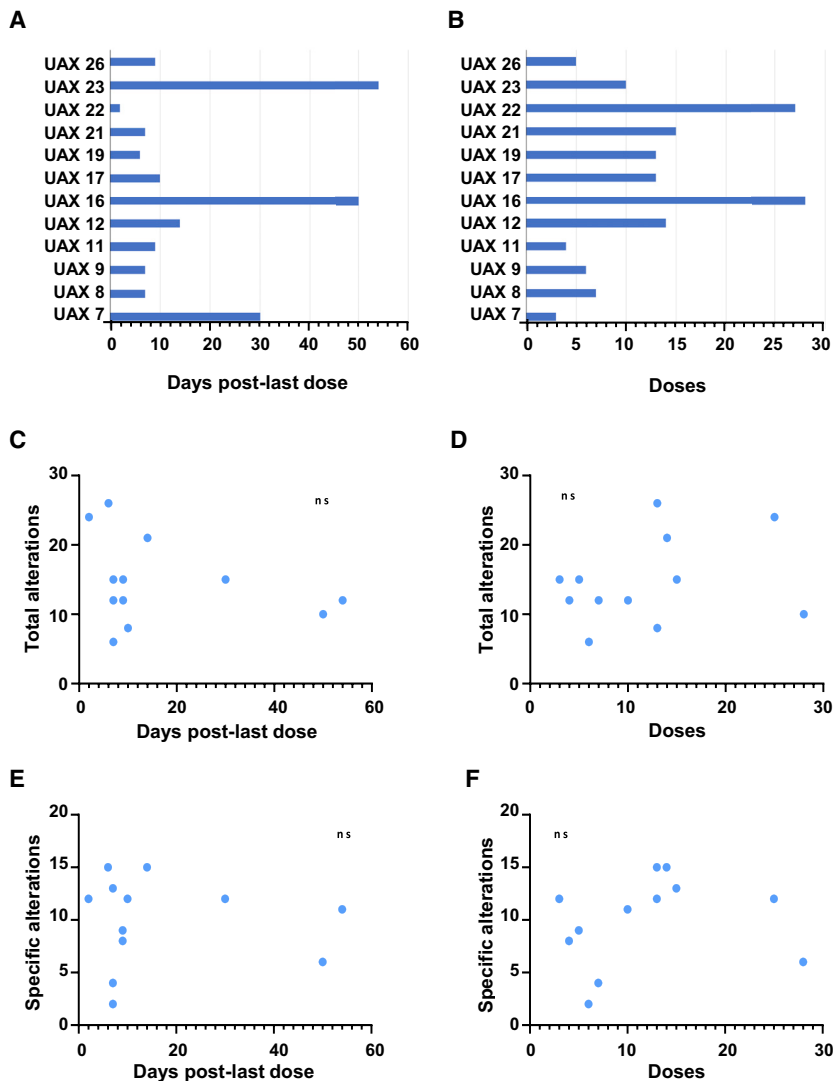 A
UAX 26
UAX 23
UAX 22
UAX 21
UAX 19
UAX 17
UAX 16
UAX 12
UAX 11
UAX 9
UAX 8
UAX 7
0 10 20 30 40 50 60
Days post-last dose
B
UAX 26
UAX 23
UAX 22
UAX 21
UAX 19
UAX 17
UAX 16
UAX 12
UAX 11
UAX 9
UAX 8
UAX 7
0 5 10 15 20 25 30
Doses
C
Total alterations
30
20
10
0
ns
0 20 40 60
Days post-last dose
D
Total alterations
30
20
10
0
ns
0 10 20 30
Doses
E
Specific alterations
20
15
10
5
0
ns
0 20 40 60
Days post-last dose
F
Specific alterations
20
15
10
5
0
ns
0 10 20 30
Doses